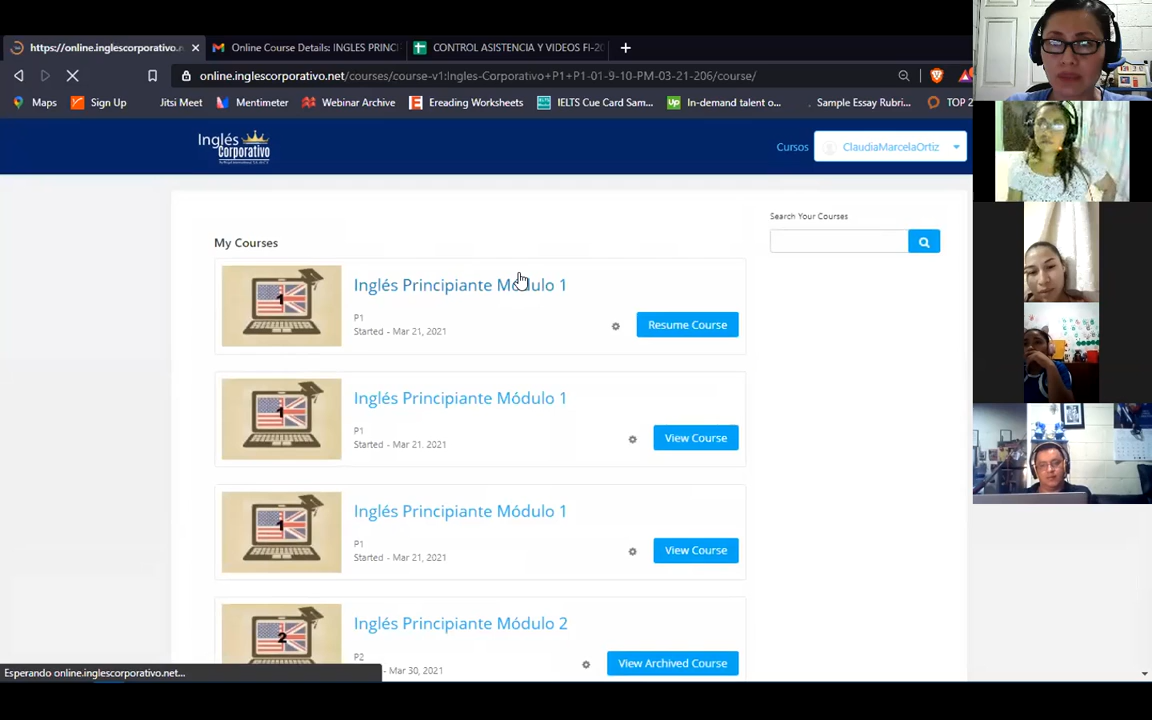 https://online.inglescorporativo.n
Online Course Details: INGLES PRINCI
CONTROL ASISTENCIA Y VIDEOS FI-20
online.inglescorporativo.net/courses/course-v1:Ingles-Corporativo+P1+P1-01-9-10-PM-03-21-206/course/
Maps
Sign Up
Jitsi Meet
Mentimeter
Webinar Archive
Ereading Worksheets
IELTS Cue Card Sam...
In-demand talent o...
Sample Essay Rubri...
TOP 2
Inglés
Corporativo
Cursos
ClaudiaMarcelaOrtiz
Search Your Courses
My Courses
Inglés Principiante Módulo 1
P1
Started - Mar 21, 2021
Resume Course
Inglés Principiante Módulo 1
P1
Started - Mar 21, 2021
View Course
Inglés Principiante Módulo 1
P1
Started - Mar 21, 2021
View Course
Inglés Principiante Módulo 2
P2
- Mar 30, 2021
View Archived Course
1
1
1
2
Esperando online.inglescorporativo.net...